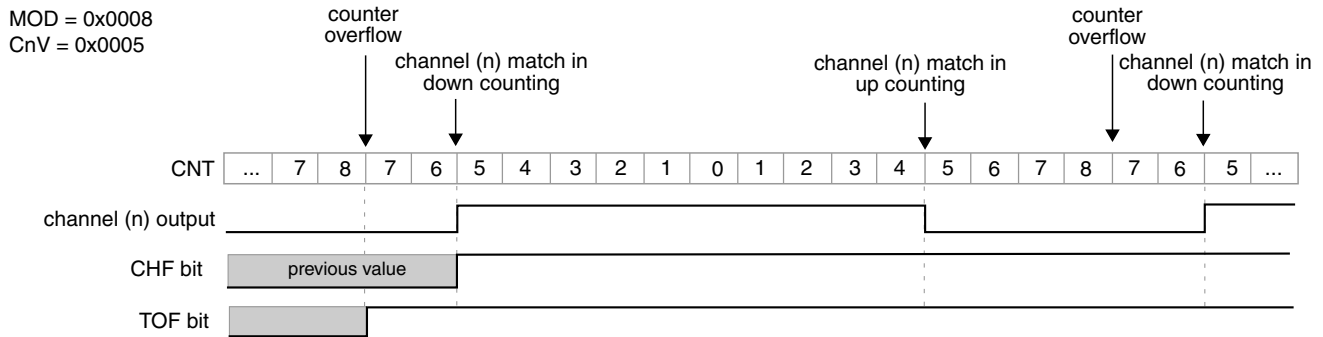 MOD = 0x0008
CnV = 0x0005
counter
overflow
channel (n) match in
down counting
channel (n) match in
up counting
counter
overflow
channel (n) match in
down counting
CNT ... 7 8 7 6 5 4 3 2 1 0 1 2 3 4 5 6 7 8 7 6 5 ...
channel (n) output
CHF bit previous value
TOF bit